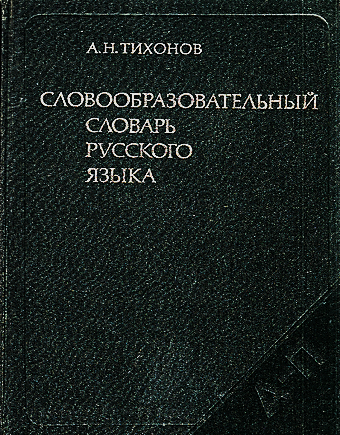 А. Н. ТИХОНОВ
СЛОВООБРАЗОВАТЕЛЬНЫЙ
СЛОВАРЬ
РУССКОГО
ЯЗЫКА
А-П